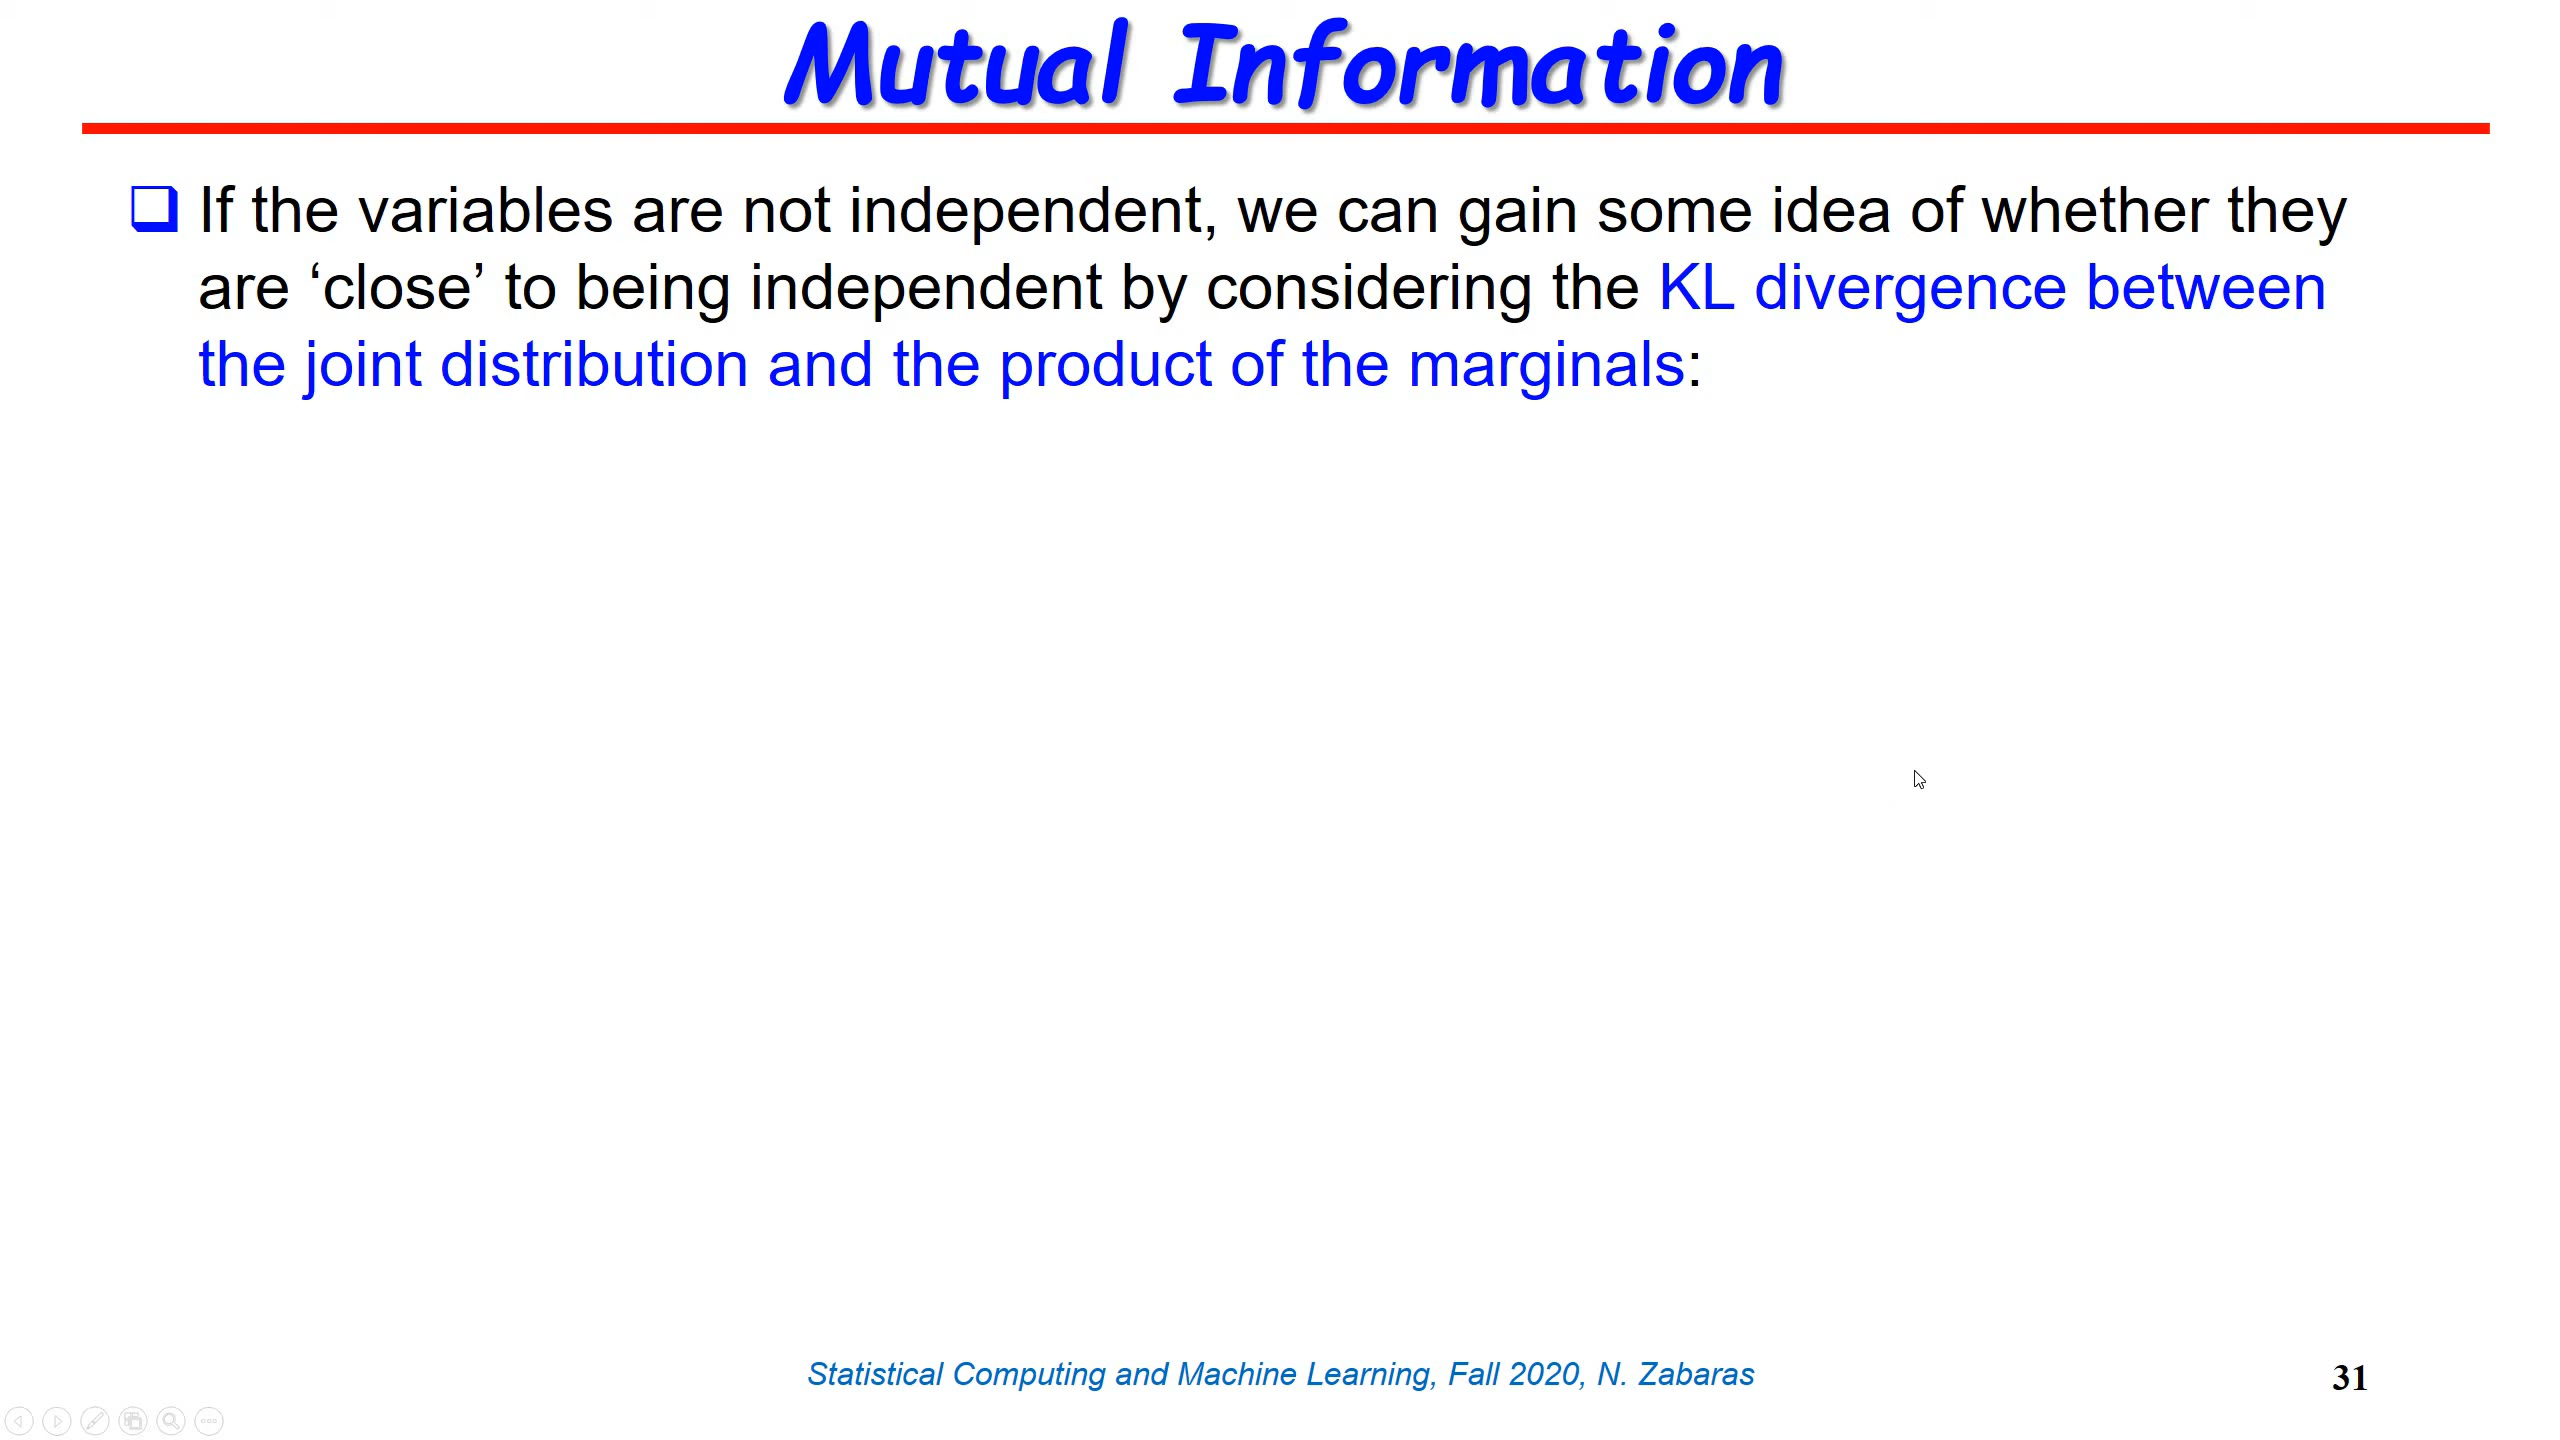 Mutual Information
If the variables are not independent, we can gain some idea of whether they
are ‘close’ to being independent by considering the KL divergence between
the joint distribution and the product of the marginals:
Statistical Computing and Machine Learning, Fall 2020, N. Zabaras
31